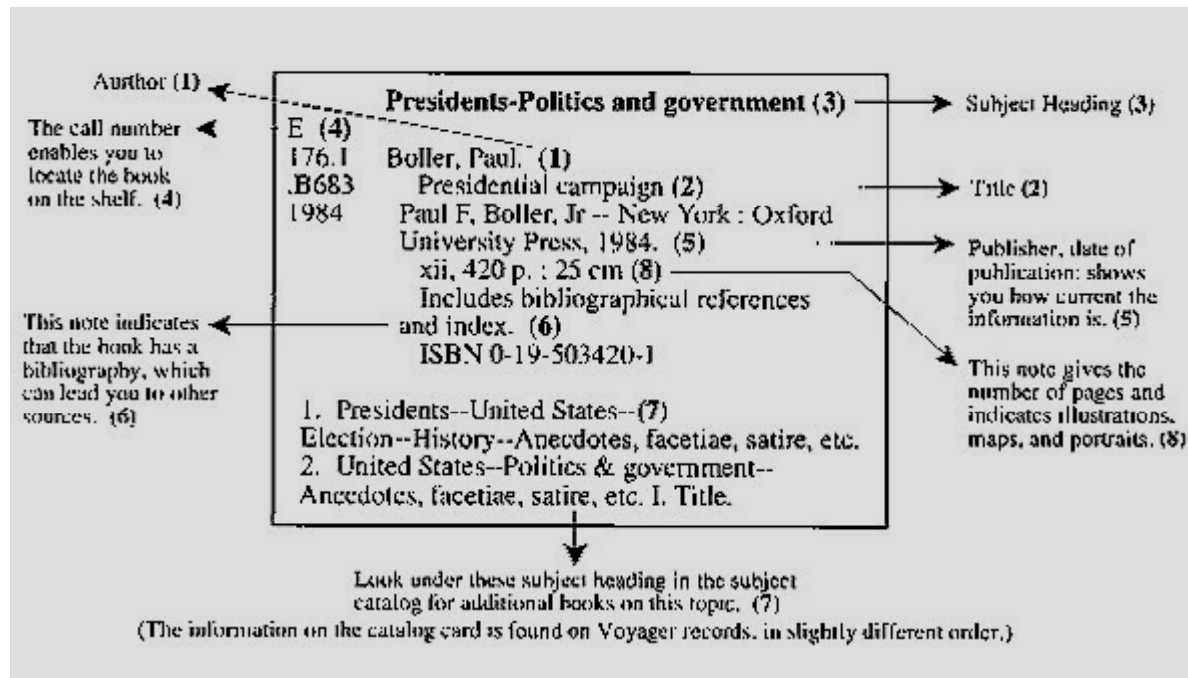 Austhor (1)
The call number
enables you to
locate the book
on the shelf. (4)
This note indicates
that the book has a
bibliography, which
can lead you to other
sources. (6)
Presidents-Politics and government (3)
E (4)
176.1 Boller, Paul. (1)
.B683 Presidential campaign (2)
1984 Paul F, Boller, Jr -- New York : Oxford
University Press, 1984. (5)
xii, 420 p. : 25 cm (8)
Includes bibliographical references
and index. (6)
ISBN 0-19-503420-1
1. Presidents--United States--(7)
Election--History--Anecdotes, facetiae, satire, etc.
2. United States--Politics & government--
Anecdotes, facetiae, satire, etc. I. Title.
Subject Heading (3)
Title (2)
Publisher, date of
publication: shows
you how current the
information is. (5)
This note gives the
number of pages and
indicates illustrations,
maps, and portraits. (8)
Look under these subject heading in the subject
catalog for additional books on this topic. (7)
(The information on the catalog card is found on Voyager records, in slightly different order.)